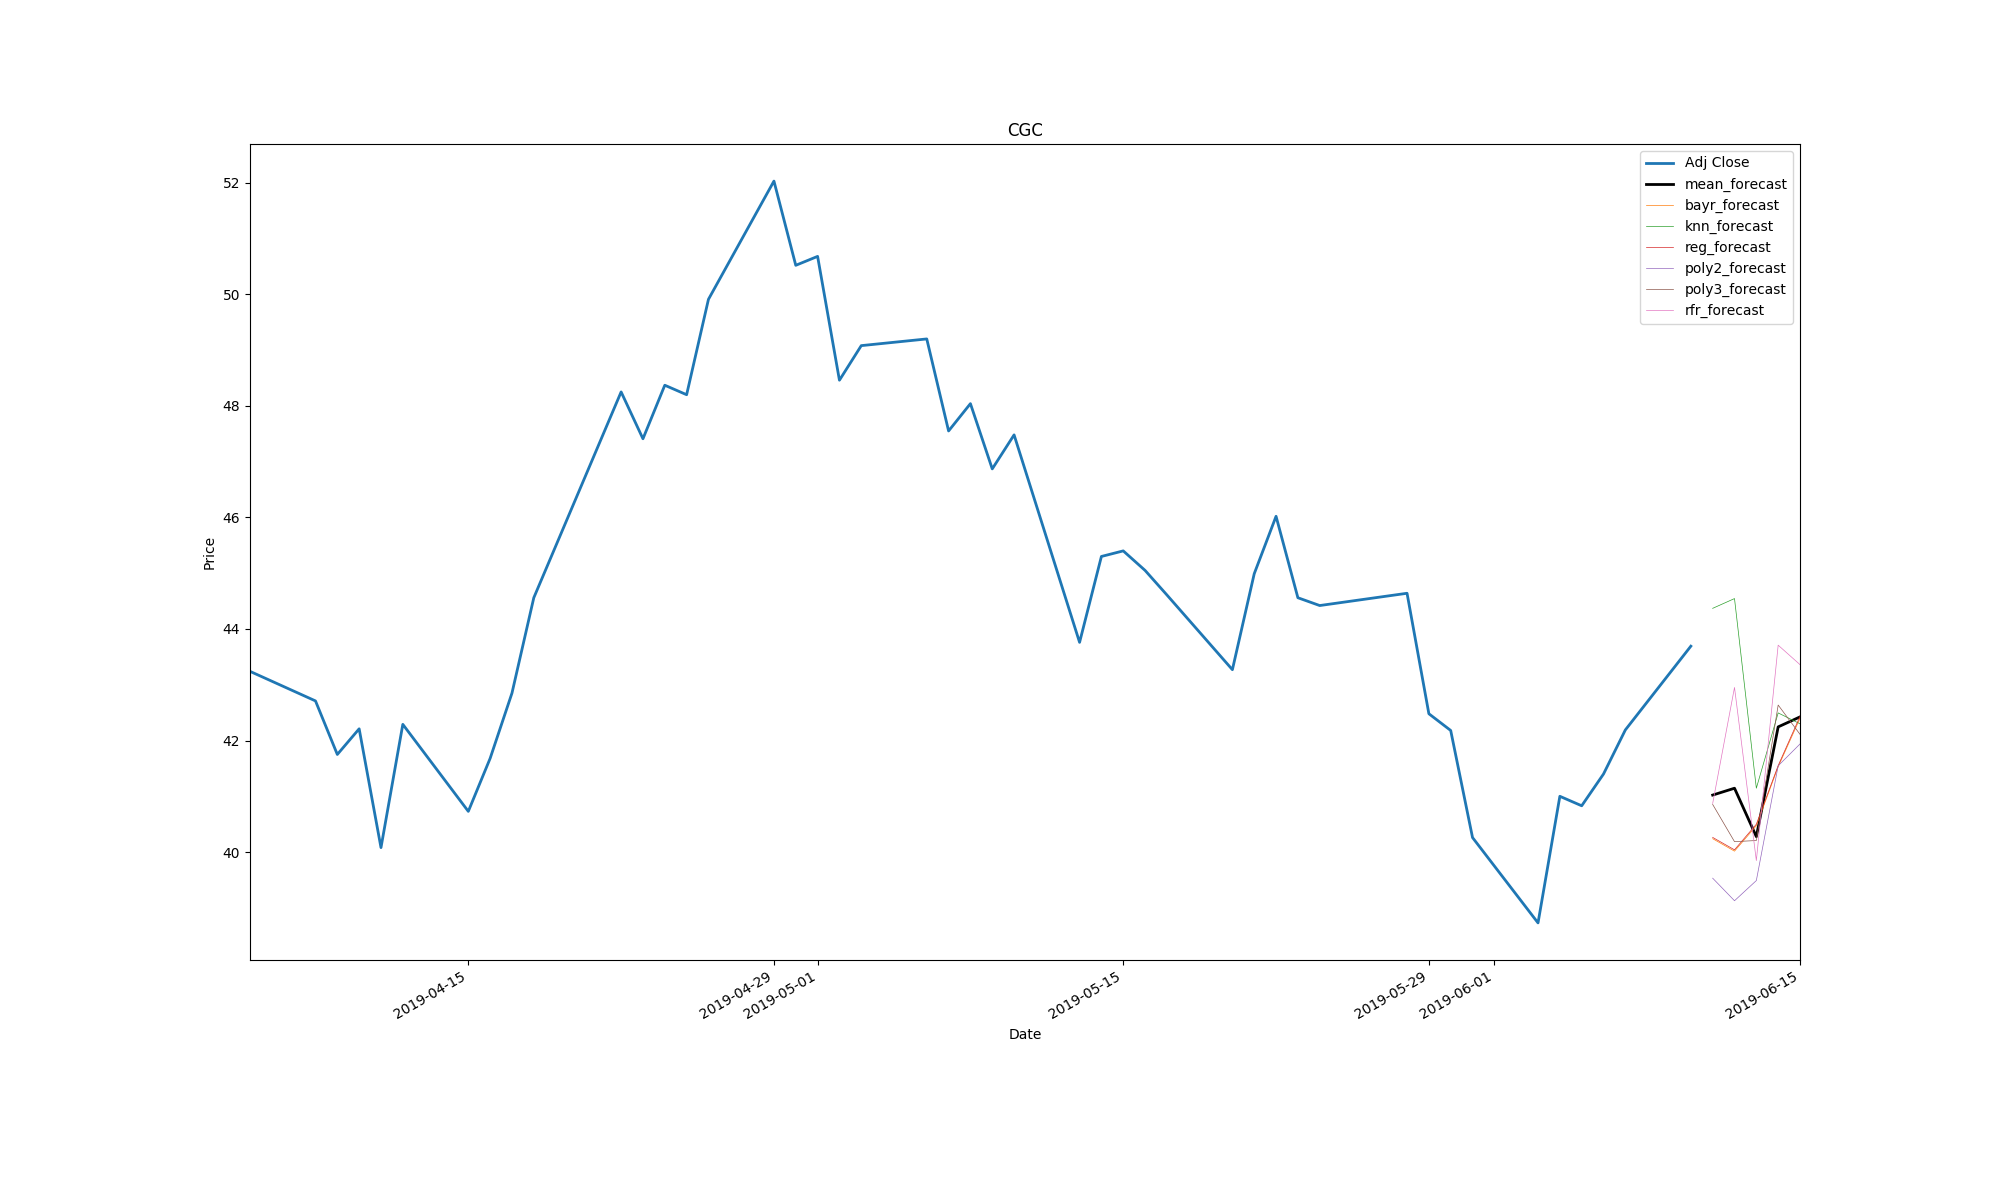 CGC
Adj Close
mean_forecast
bayr_forecast
knn_forecast
reg_forecast
poly2_forecast
poly3_forecast
rfr_forecast
52
50
48
46
44
42
40
Price
2019-04-15
2019-04-29
2019-05-01
2019-05-15
2019-05-29
2019-06-01
2019-06-15
Date